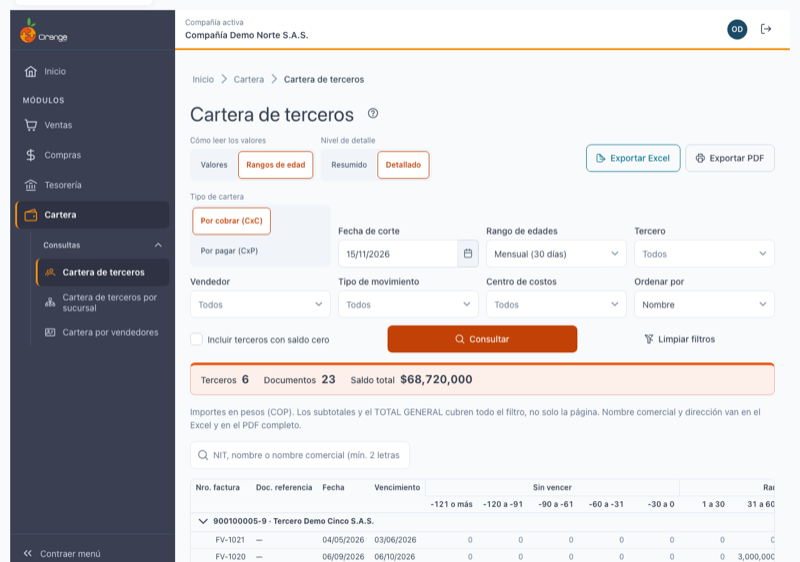 Orange
Compañía activa
Compañía Demo Norte S.A.S.
OD
Inicio
MÓDULOS
Ventas
Compras
Tesorería
Cartera
Consultas
Cartera de terceros
Cartera de terceros por
sucursal
Cartera por vendedores
Contraer menú
Inicio > Cartera > Cartera de terceros
Cartera de terceros
Cómo leer los valores Nivel de detalle
Valores Rangos de edad Resumido Detallado
Exportar Excel Exportar PDF
Tipo de cartera
Por cobrar (CxC)
Por pagar (CxP)
Fecha de corte Rango de edades Tercero
15/11/2026 Mensual (30 días) Todos
Vendedor Tipo de movimiento Centro de costos Ordenar por
Todos Todos Todos Nombre
Incluir terceros con saldo cero Consultar Limpiar filtros
Terceros 6 Documentos 23 Saldo total $68,720,000
Importes en pesos (COP). Los subtotales y el TOTAL GENERAL cubren todo el filtro, no solo la página. Nombre comercial y dirección van en el
Excel y en el PDF completo.
NIT, nombre o nombre comercial (mín. 2 letras
Nro. factura Doc. referencia Fecha Vencimiento Sin vencer
-121 o más -120 a -91 -90 a -61 -60 a -31 -30 a 0 1 a 30 31 a 60
900100005-9 · Tercero Demo Cinco S.A.S.
FV-1021 — 04/05/2026 03/06/2026 0 0 0 0 0 0 0
FV-1020 — 06/09/2026 06/10/2026 0 0 0 0 0 0 3,000,000